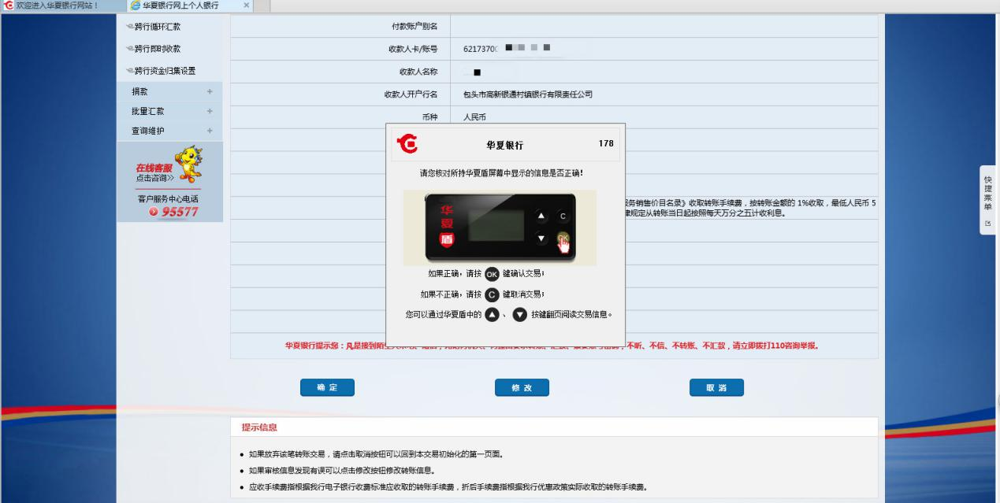 欢迎进入华夏银行网站！
华夏银行网上个人银行
跨行循环汇款
跨行即时收款
跨行资金归集设置
捐款
批量汇款
查询维护
在线客服
点击咨询
客户服务中心电话
95577
付款账户别名
收款人卡/账号 6217370
收款人名称
收款人开户行名 包头市高新银通村镇银行有限责任公司
币种 人民币
华夏银行 178
请您核对所持华夏盾屏幕中显示的信息是否正确!
华夏盾
C
OK
如果正确，请按 OK 键确认交易；
如果不正确，请按 C 键取消交易；
您可以通过华夏盾中的 ▲ 、 ▼ 按键翻页阅读交易信息。
务销售价目名录》收取转账手续费，按转账金额的 1%收取，最低人民币 5
律规定从转账当日起按照每天万分之五计收利息。
华夏银行提示您：凡是接到陌
不听、不信、不转账、不汇款，请立即拨打110咨询举报。
确 定
修 改
取 消
提示信息
● 如果放弃该笔转账交易，请点击取消按钮可以回到本交易初始化的第一页面。
● 如果审核信息发现有误可以点击修改按钮修改转账信息。
● 应收手续费指根据我行电子银行收费标准应收取的转账手续费，折后手续费指根据我行优惠政策实际收取的转账手续费。
快捷菜单